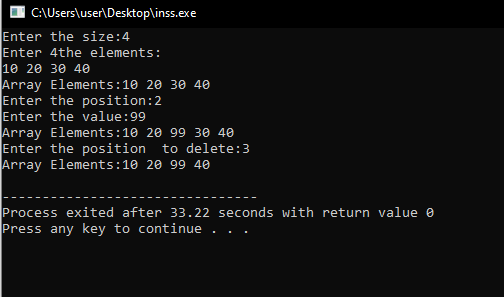 C:\Users\user\Desktop\inss.exe
Enter the size:4
Enter 4the elements:
10 20 30 40
Array Elements:10 20 30 40
Enter the position:2
Enter the value:99
Array Elements:10 20 99 30 40
Enter the position  to delete:3
Array Elements:10 20 99 40
--------------------------------
Process exited after 33.22 seconds with return value 0
Press any key to continue . . .